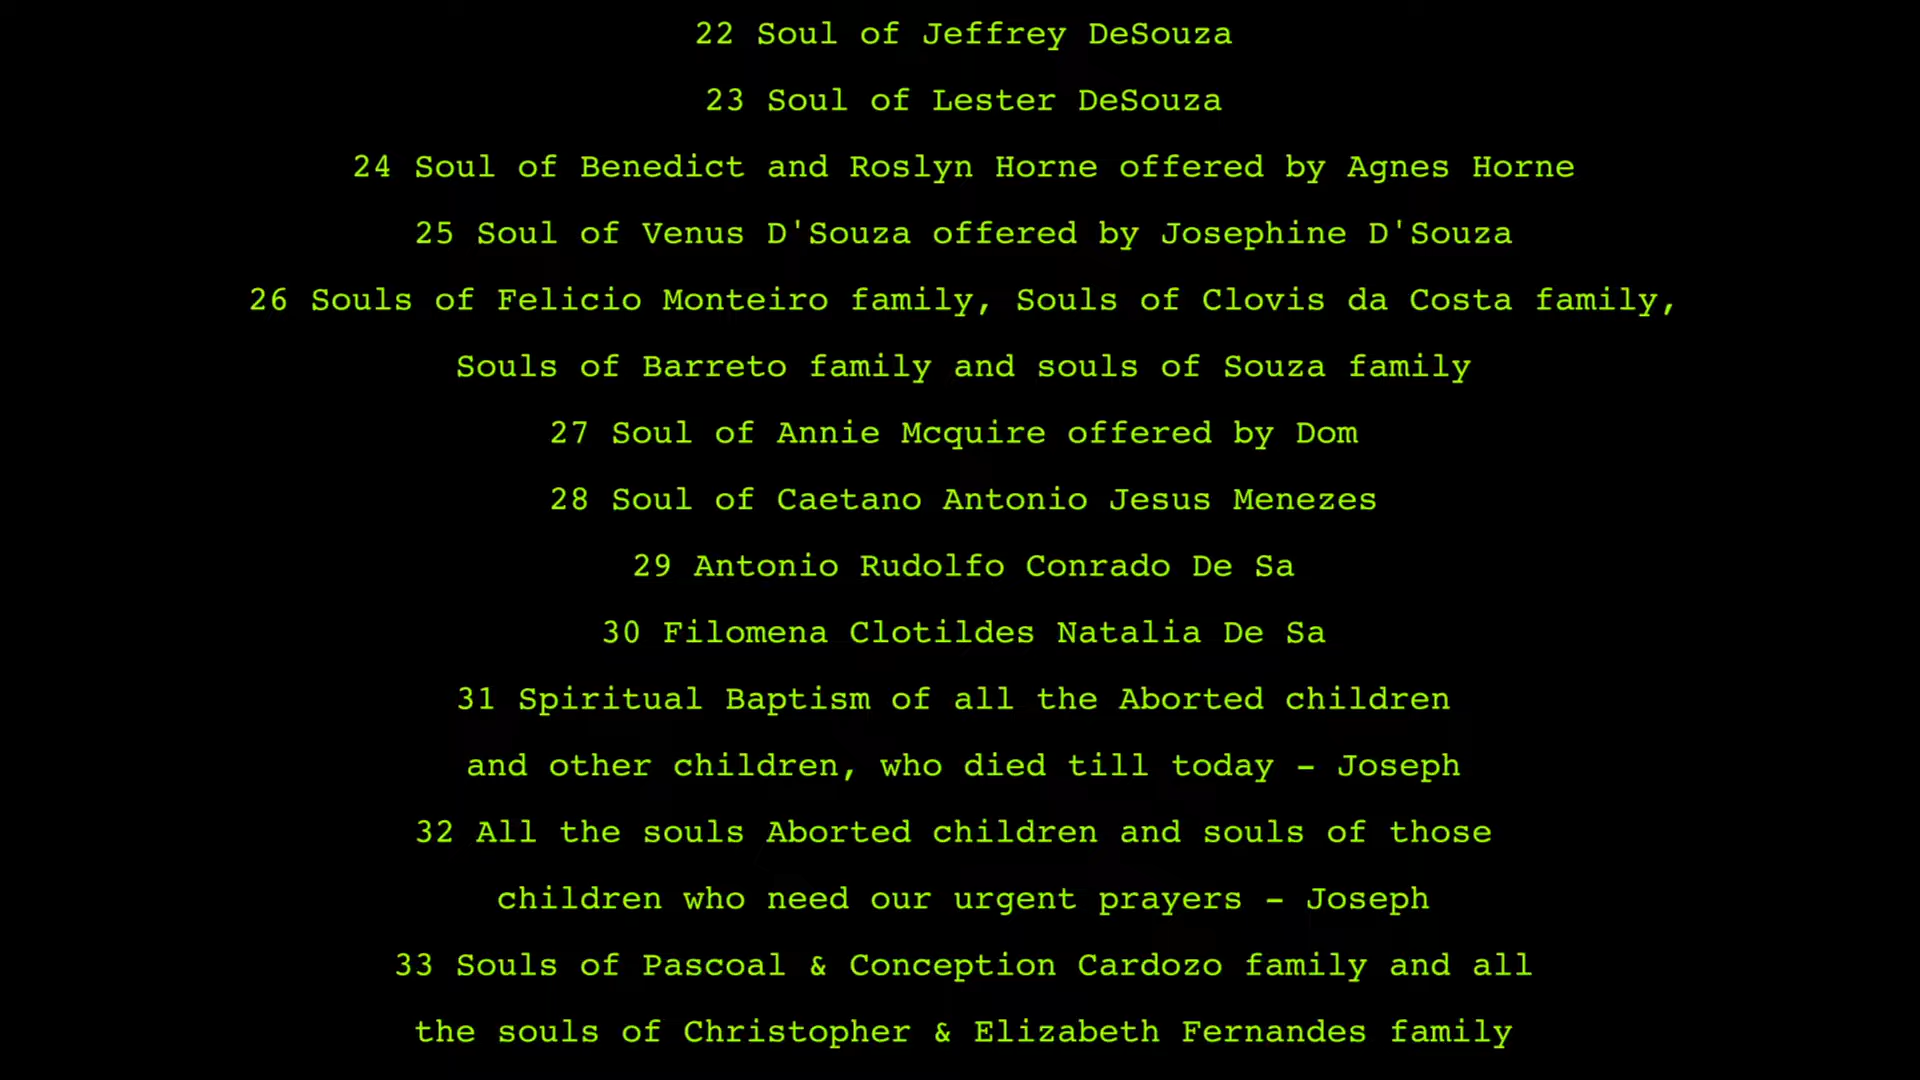 22 Soul of Jeffrey DeSouza
23 Soul of Lester DeSouza
24 Soul of Benedict and Roslyn Horne offered by Agnes Horne
25 Soul of Venus D'Souza offered by Josephine D'Souza
26 Souls of Felicio Monteiro family, Souls of Clovis da Costa family,
Souls of Barreto family and souls of Souza family
27 Soul of Annie Mcquire offered by Dom
28 Soul of Caetano Antonio Jesus Menezes
29 Antonio Rudolfo Conrado De Sa
30 Filomena Clotildes Natalia De Sa
31 Spiritual Baptism of all the Aborted children
and other children, who died till today - Joseph
32 All the souls Aborted children and souls of those
children who need our urgent prayers - Joseph
33 Souls of Pascoal & Conception Cardozo family and all
the souls of Christopher & Elizabeth Fernandes family